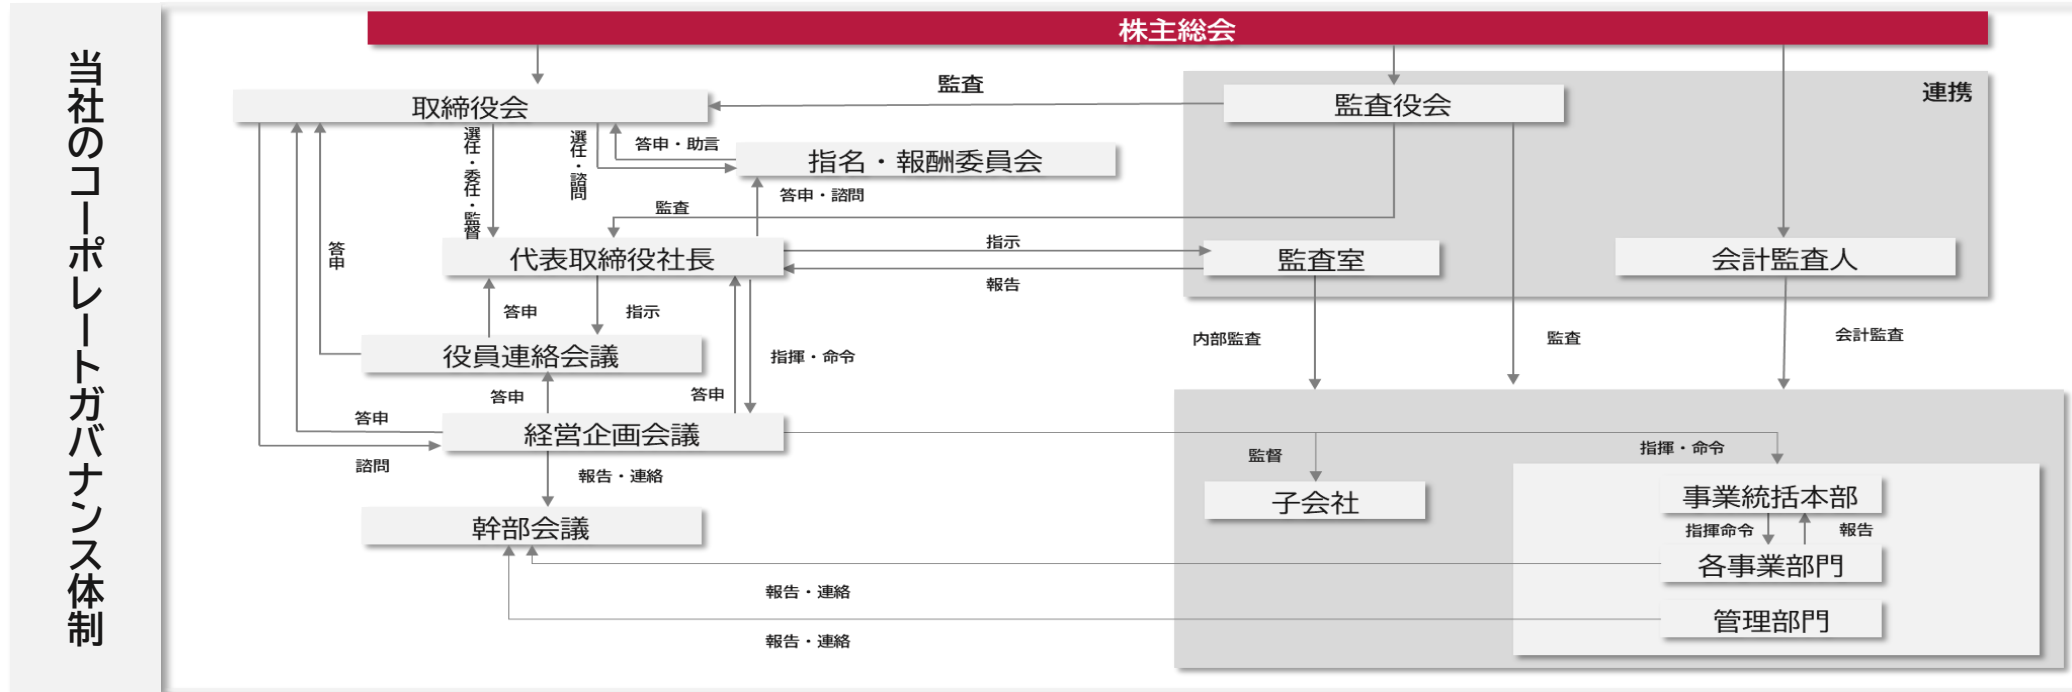 当社のコーポレートガバナンス体制
株主総会
監査
連携
取締役会
監査役会
選任・委任・監督
選任・諮問
答申・助言
指名・報酬委員会
答申・諮問
監査
答申
代表取締役社長
指示
監査室
会計監査人
報告
答申
指示
内部監査
監査
会計監査
役員連絡会議
指揮・命令
答申
答申
答申
経営企画会議
諮問
報告・連絡
監督
指揮・命令
子会社
事業統括本部
幹部会議
指揮命令
報告
各事業部門
報告・連絡
管理部門
報告・連絡